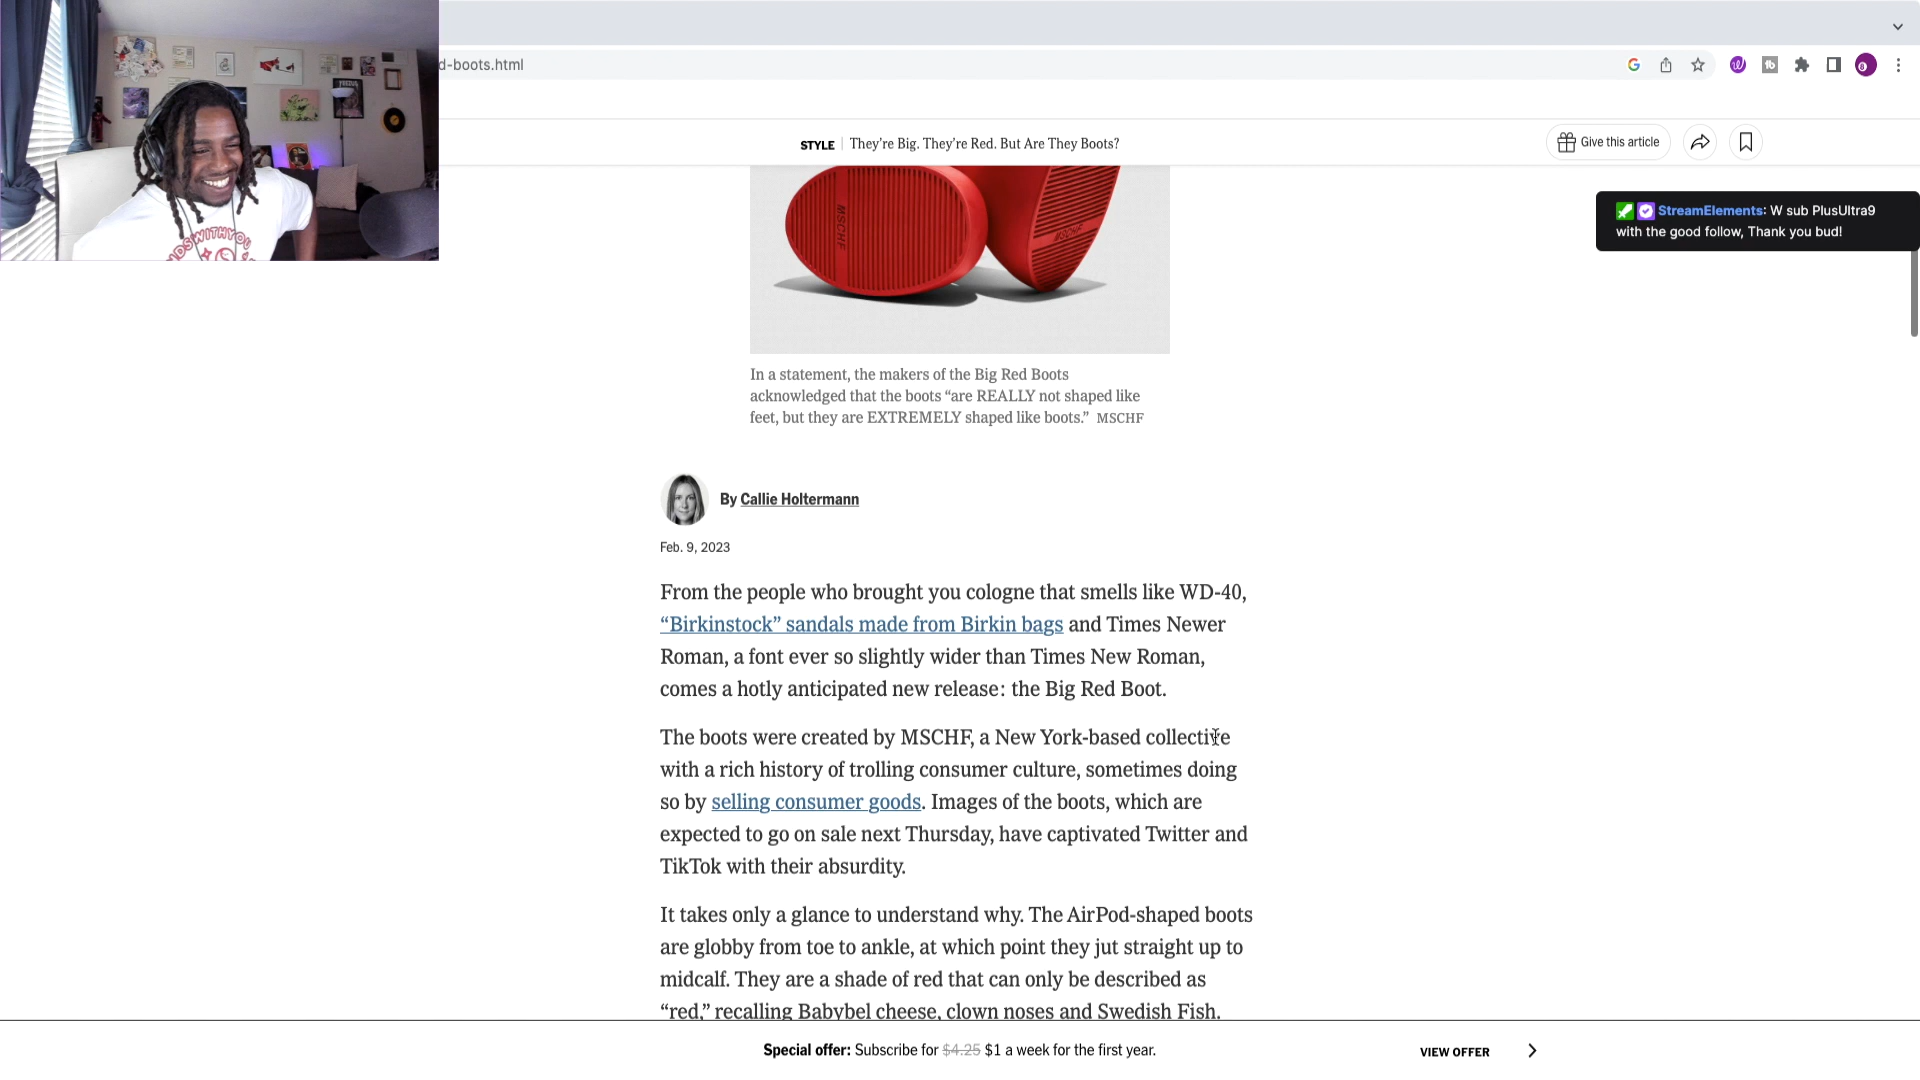 d-boots.html
STYLE | They're Big. They're Red. But Are They Boots?
Give this article
StreamElements: W sub PlusUltra9
with the good follow, Thank you bud!
MSCHF
MSCHF
In a statement, the makers of the Big Red Boots
acknowledged that the boots “are REALLY not shaped like
feet, but they are EXTREMELY shaped like boots.” MSCHF
By Callie Holtermann
Feb. 9, 2023
From the people who brought you cologne that smells like WD-40,
“Birkinstock” sandals made from Birkin bags and Times Newer
Roman, a font ever so slightly wider than Times New Roman,
comes a hotly anticipated new release: the Big Red Boot.
The boots were created by MSCHF, a New York-based collective
with a rich history of trolling consumer culture, sometimes doing
so by selling consumer goods. Images of the boots, which are
expected to go on sale next Thursday, have captivated Twitter and
TikTok with their absurdity.
It takes only a glance to understand why. The AirPod-shaped boots
are globby from toe to ankle, at which point they jut straight up to
midcalf. They are a shade of red that can only be described as
“red,” recalling Babybel cheese, clown noses and Swedish Fish.
Special offer: Subscribe for $4.25 $1 a week for the first year.
VIEW OFFER